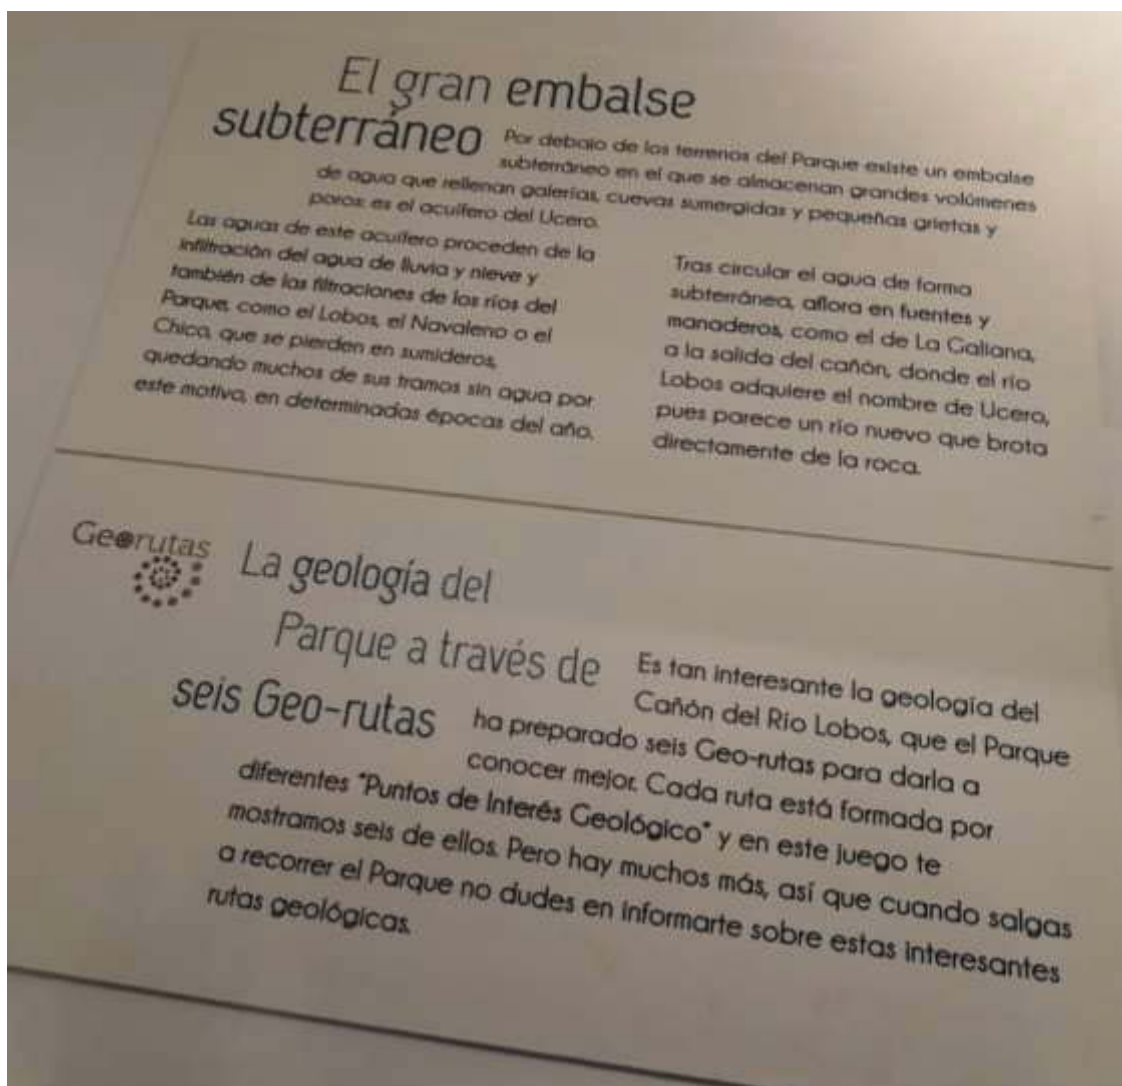 El gran embalse
subterráneo
Por debajo de los terrenos del Parque existe un embalse
subterráneo en el que se almacenan grandes volúmenes
de agua que rellenan galerías, cuevas sumergidas y pequeñas grietas y
poros: es el acuífero del Ucero.
Las aguas de este acuífero proceden de la
infiltración del agua de lluvia y nieve y
también de las filtraciones de los ríos del
Parque, como el Lobos, el Navaleno o el
Chico, que se pierden en sumideros,
quedando muchos de sus tramos sin agua por
este motivo, en determinadas épocas del año.
Tras circular el agua de forma
subterránea, aflora en fuentes y
manaderos, como el de La Galiana,
a la salida del cañón, donde el río
Lobos adquiere el nombre de Ucero,
pues parece un río nuevo que brota
directamente de la roca.
Georutas
La geología del
Parque a través de
seis Geo-rutas
Es tan interesante la geología del
Cañón del Río Lobos, que el Parque
ha preparado seis Geo-rutas para darla a
conocer mejor. Cada ruta está formada por
diferentes "Puntos de Interés Geológico" y en este juego te
mostramos seis de ellos. Pero hay muchos más, así que cuando salgas
a recorrer el Parque no dudes en informarte sobre estas interesantes
rutas geológicas.